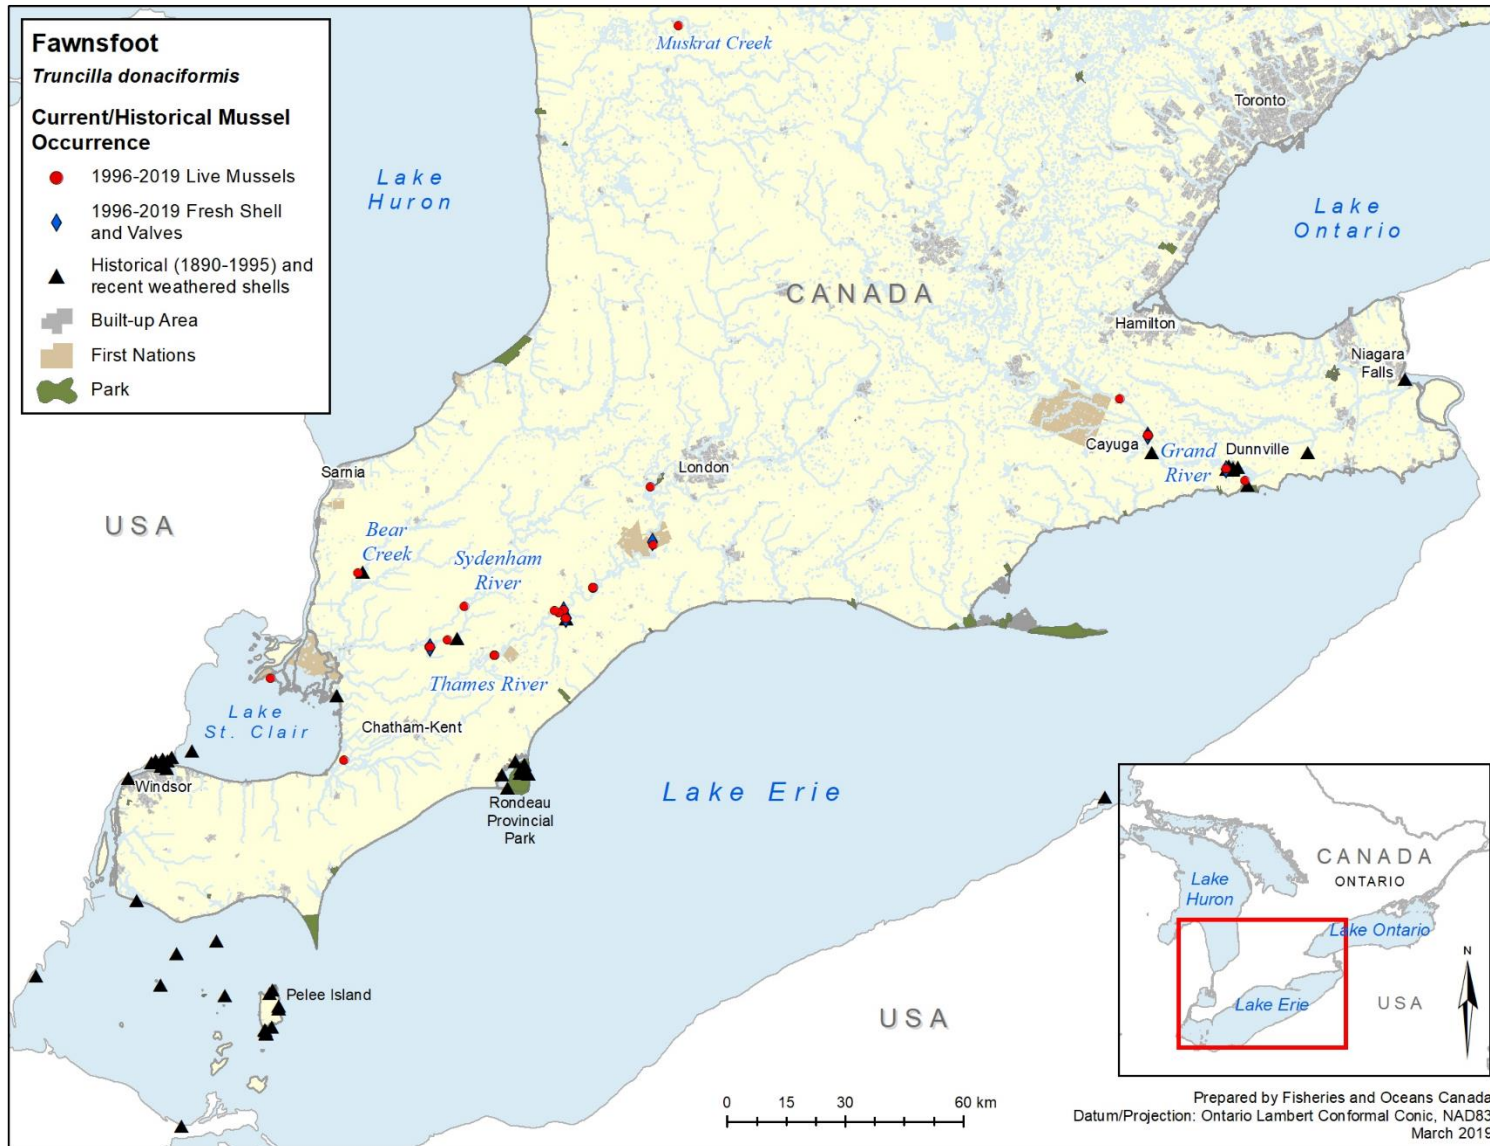 Fawnsfoot
Truncilla donaciformis
Current/Historical Mussel
Occurrence
1996-2019 Live Mussels
1996-2019 Fresh Shell
and Valves
Historical (1890-1995) and
recent weathered shells
Built-up Area
First Nations
Park
Muskrat Creek
Toronto
Lake
Huron
Lake
Ontario
CANADA
Hamilton
Niagara
Falls
Sarnia
London
Cayuga
Grand
River
Dunnville
USA
Bear
Creek
Sydenham
River
Thames River
Lake
St. Clair
Chatham-Kent
Windsor
Rondeau
Provincial
Park
Lake Erie
Pelee Island
USA
CANADA
ONTARIO
Lake
Huron
Lake Ontario
Lake Erie
USA
N
0 15 30 60 km
Prepared by Fisheries and Oceans Canada
Datum/Projection: Ontario Lambert Conformal Conic, NAD83
March 2019